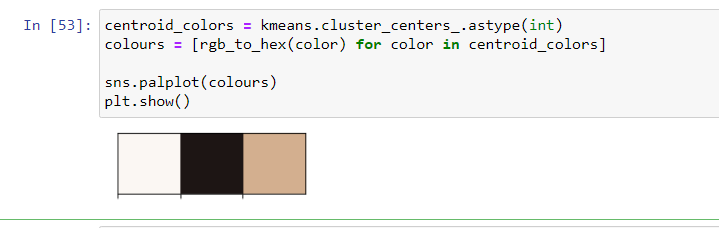 In [53]: centroid_colors = kmeans.cluster_centers_.astype(int)
colours = [rgb_to_hex(color) for color in centroid_colors]
sns.palplot(colours)
plt.show()